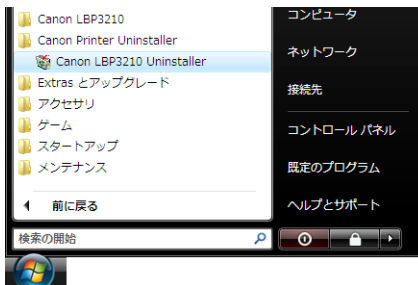 Canon LBP3210
Canon Printer Uninstaller
Canon LBP3210 Uninstaller
Extras とアップグレード
アクセサリ
ゲーム
スタートアップ
メンテナンス
前に戻る
検索の開始
コンピュータ
ネットワーク
接続先
コントロール パネル
既定のプログラム
ヘルプとサポート